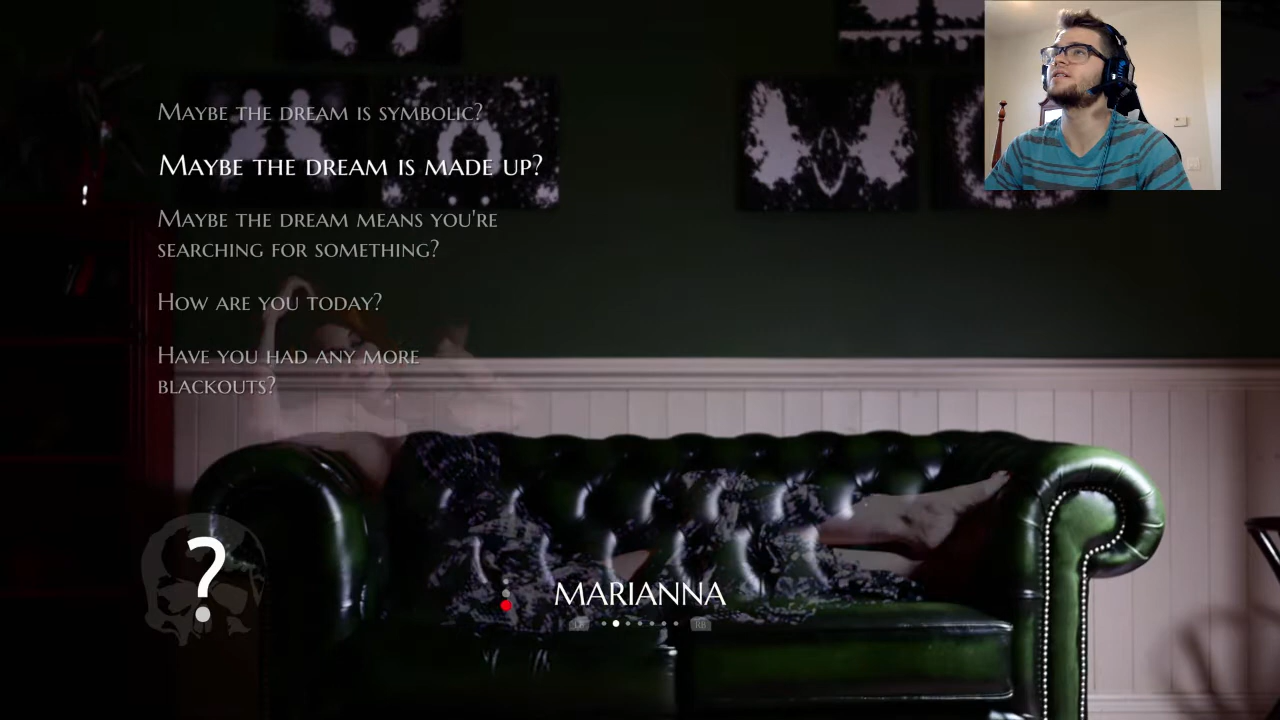 Maybe the dream is symbolic?
Maybe the dream is made up?
Maybe the dream means you're
searching for something?
How are you today?
Have you had any more
blackouts?
?
MARIANNA
RB